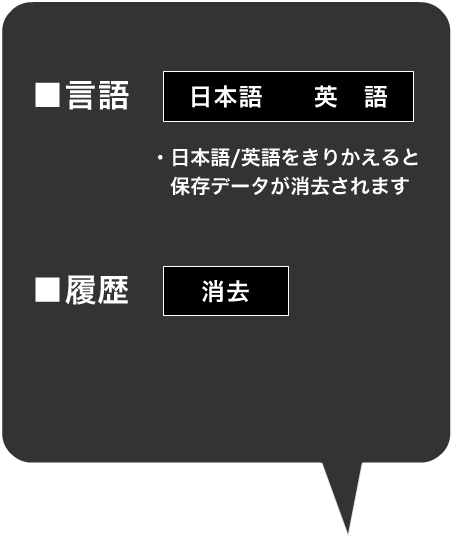 ■言語　日本語　英　語
・日本語/英語をきりかえると
保存データが消去されます
■履歴　消去